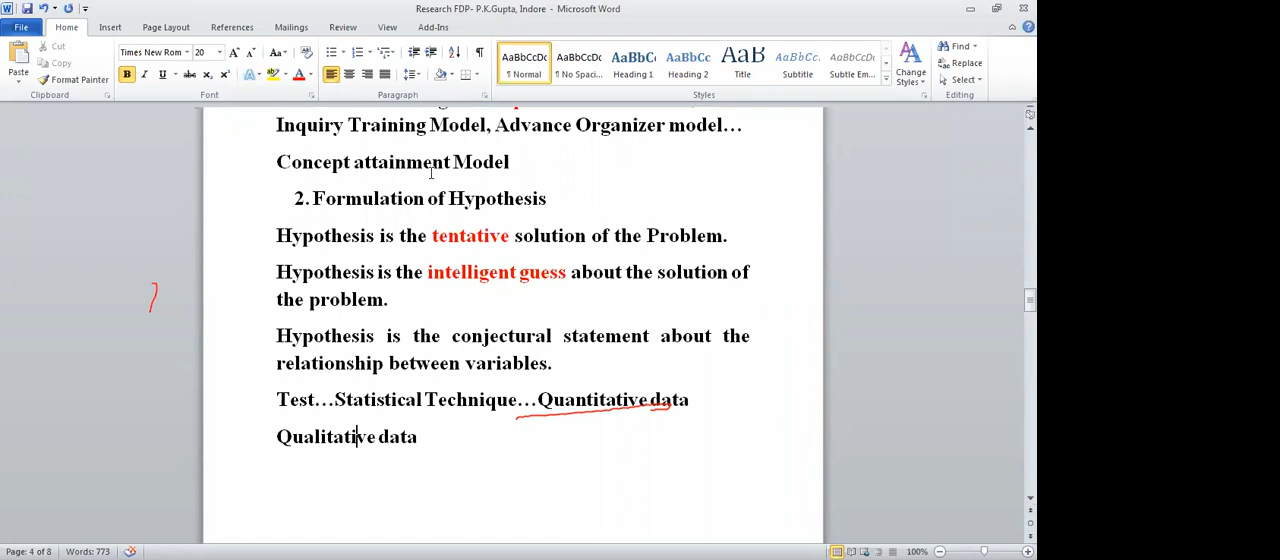 Research FDP- P.K.Gupta, Indore - Microsoft Word
File Home Insert Page Layout References Mailings Review View Add-Ins
Paste
Cut
Copy
Format Painter
Clipboard
Times New Rom 20
Font
Paragraph
AaBbCcDc AaBbCcDc AaBbC( AaBbCc AaB AaBbCc. AaBbCcDc
¶ Normal ¶ No Spaci... Heading 1 Heading 2 Title Subtitle Subtle Em...
Change Styles
Styles
Find
Replace
Select
Editing
Inquiry Training Model, Advance Organizer model…
Concept attainment Model
2. Formulation of Hypothesis
Hypothesis is the tentative solution of the Problem.
Hypothesis is the intelligent guess about the solution of
the problem.
Hypothesis is the conjectural statement about the
relationship between variables.
Test…Statistical Technique…Quantitative data
Qualitative data
Page: 4 of 8 Words: 773 100%